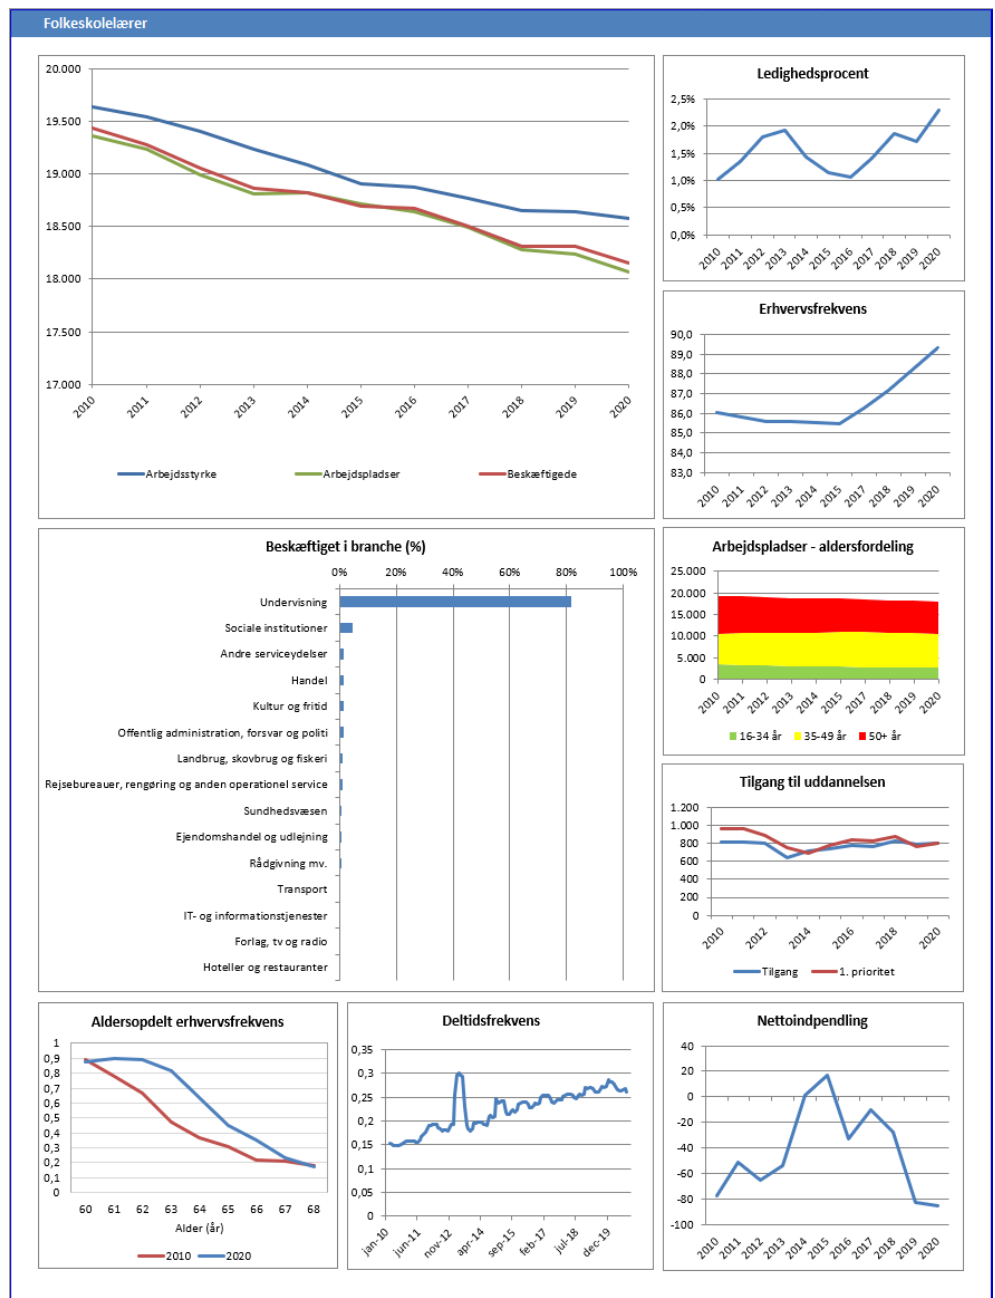 Folkeskolelærer
20.000
19.500
19.000
18.500
18.000
17.500
17.000
2010 2011 2012 2013 2014 2015 2016 2017 2018 2019 2020
Arbejdsstyrke Arbejdspladser Beskæftigede
Ledighedsprocent
2,5%
2,0%
1,5%
1,0%
0,5%
0,0%
2010 2011 2012 2013 2014 2015 2016 2017 2018 2019 2020
Erhvervsfrekvens
90,0
89,0
88,0
87,0
86,0
85,0
84,0
83,0
2010 2011 2012 2013 2014 2015 2017 2018 2019 2020
Beskæftiget i branche (%)
0% 20% 40% 60% 80% 100%
Undervisning
Sociale institutioner
Andre serviceydelser
Handel
Kultur og fritid
Offentlig administration, forsvar og politi
Landbrug, skovbrug og fiskeri
Rejsebureauer, rengøring og anden operationel service
Sundhedsvæsen
Ejendomshandel og udlejning
Rådgivning mv.
Transport
IT- og informationstjenester
Forlag, tv og radio
Hoteller og restauranter
Arbejdspladser - aldersfordeling
25.000
20.000
15.000
10.000
5.000
0
2010 2011 2012 2013 2014 2015 2017 2018 2019 2020
16-34 år 35-49 år 50+ år
Tilgang til uddannelsen
1.200
1.000
800
600
400
200
0
2010 2012 2014 2016 2018 2020
Tilgang 1. prioritet
Aldersopdelt erhvervsfrekvens
1
0,9
0,8
0,7
0,6
0,5
0,4
0,3
0,2
0,1
0
60 61 62 63 64 65 66 67 68
Alder (år)
2010 2020
Deltidsfrekvens
0,35
0,3
0,25
0,2
0,15
0,1
0,05
0
jan-10 jun-11 nov-12 apr-14 sep-15 feb-17 jul-18 dec-19
Nettoindpendling
40
20
0
-20
-40
-60
-80
-100
2010 2011 2012 2013 2014 2015 2016 2017 2018 2019 2020